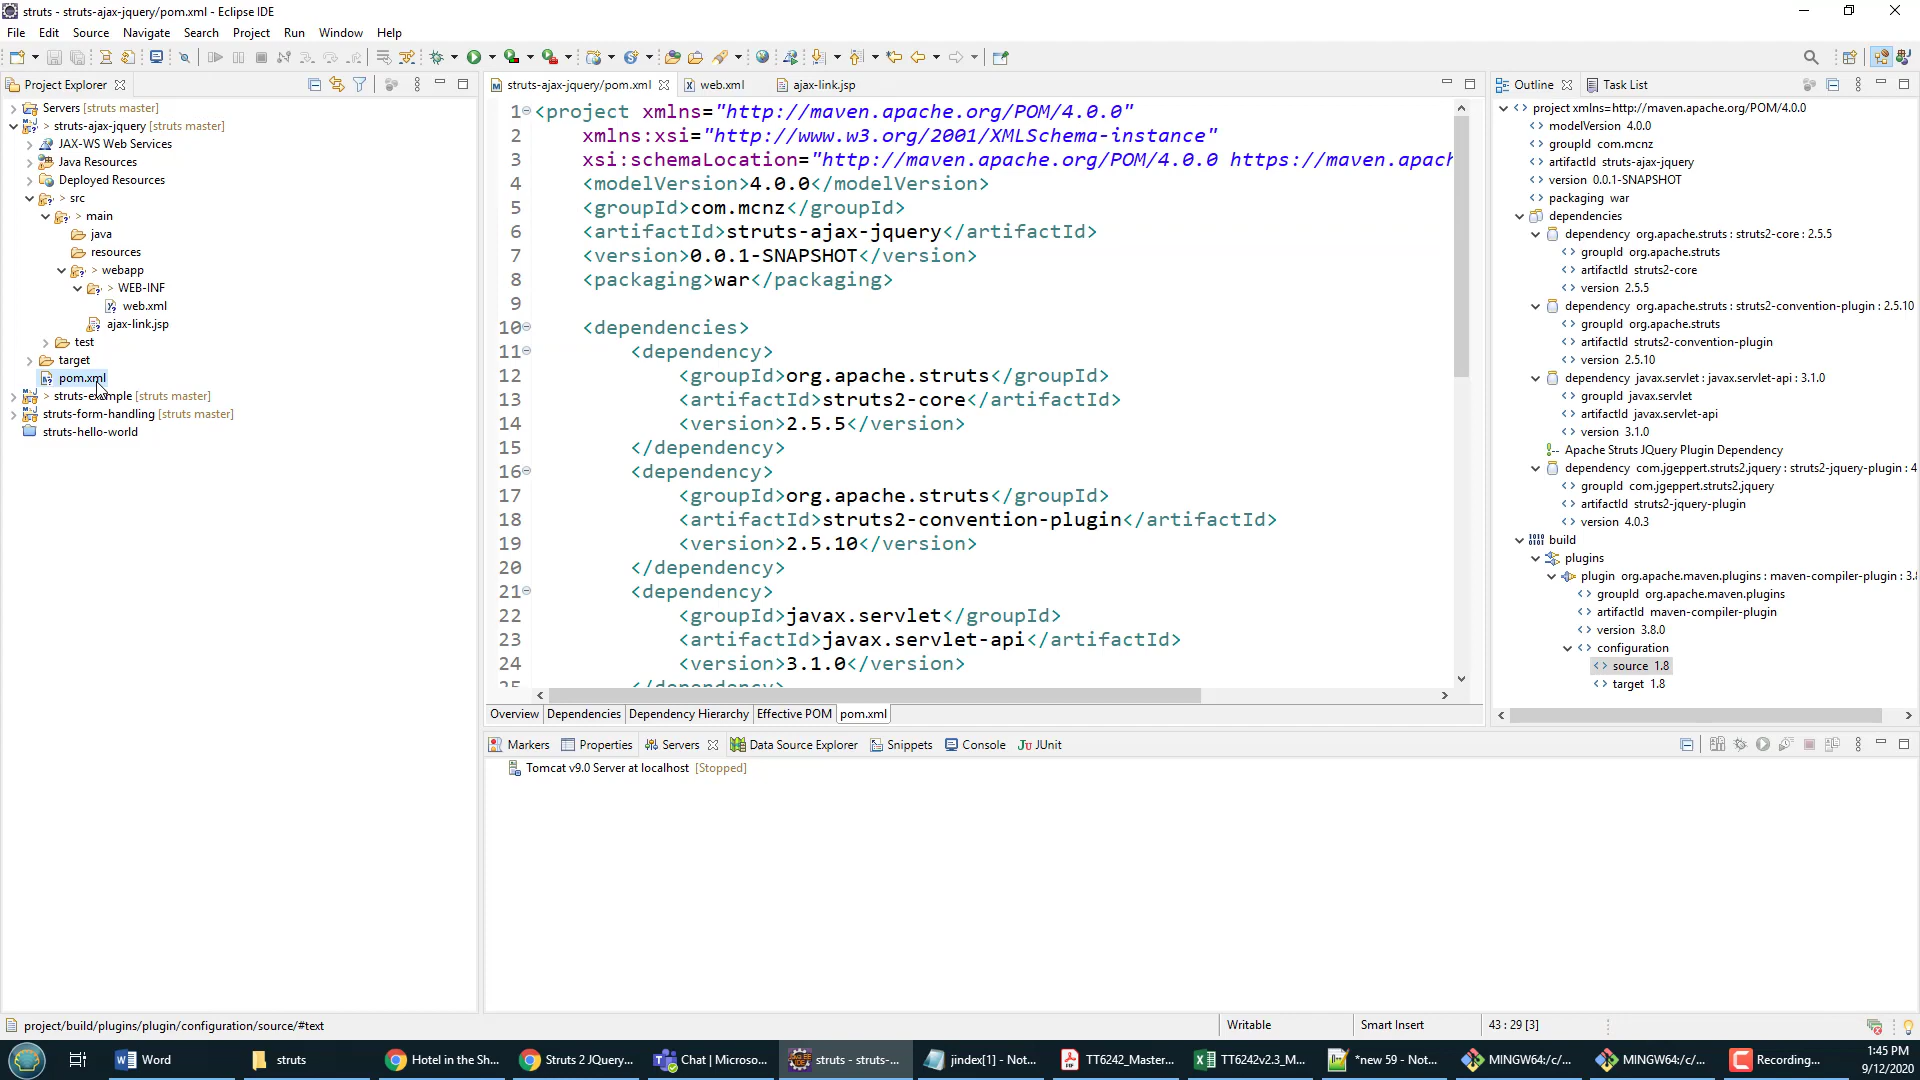 struts - struts-ajax-jquery/pom.xml - Eclipse IDE
File Edit Source Navigate Search Project Run Window Help
Project Explorer
Servers [struts master]
> struts-ajax-jquery [struts master]
JAX-WS Web Services
Java Resources
Deployed Resources
> src
> main
java
resources
> webapp
> WEB-INF
web.xml
ajax-link.jsp
test
target
pom.xml
> struts-example [struts master]
struts-form-handling [struts master]
struts-hello-world
struts-ajax-jquery/pom.xml web.xml ajax-link.jsp
1 <project xmlns="http://maven.apache.org/POM/4.0.0"
2 xmlns:xsi="http://www.w3.org/2001/XMLSchema-instance"
3 xsi:schemaLocation="http://maven.apache.org/POM/4.0.0 https://maven.apach
4 <modelVersion>4.0.0</modelVersion>
5 <groupId>com.mcnz</groupId>
6 <artifactId>struts-ajax-jquery</artifactId>
7 <version>0.0.1-SNAPSHOT</version>
8 <packaging>war</packaging>
9
10 <dependencies>
11 <dependency>
12 <groupId>org.apache.struts</groupId>
13 <artifactId>struts2-core</artifactId>
14 <version>2.5.5</version>
15 </dependency>
16 <dependency>
17 <groupId>org.apache.struts</groupId>
18 <artifactId>struts2-convention-plugin</artifactId>
19 <version>2.5.10</version>
20 </dependency>
21 <dependency>
22 <groupId>javax.servlet</groupId>
23 <artifactId>javax.servlet-api</artifactId>
24 <version>3.1.0</version>
25 </dependency>
Overview Dependencies Dependency Hierarchy Effective POM pom.xml
Outline Task List
project xmlns=http://maven.apache.org/POM/4.0.0
modelVersion 4.0.0
groupId com.mcnz
artifactId struts-ajax-jquery
version 0.0.1-SNAPSHOT
packaging war
dependencies
dependency org.apache.struts : struts2-core : 2.5.5
groupId org.apache.struts
artifactId struts2-core
version 2.5.5
dependency org.apache.struts : struts2-convention-plugin : 2.5.10
groupId org.apache.struts
artifactId struts2-convention-plugin
version 2.5.10
dependency javax.servlet : javax.servlet-api : 3.1.0
groupId javax.servlet
artifactId javax.servlet-api
version 3.1.0
Apache Struts JQuery Plugin Dependency
dependency com.jgeppert.struts2.jquery : struts2-jquery-plugin : 4
groupId com.jgeppert.struts2.jquery
artifactId struts2-jquery-plugin
version 4.0.3
build
plugins
plugin org.apache.maven.plugins : maven-compiler-plugin : 3.8
groupId org.apache.maven.plugins
artifactId maven-compiler-plugin
version 3.8.0
configuration
source 1.8
target 1.8
Markers Properties Servers Data Source Explorer Snippets Console JUnit
Tomcat v9.0 Server at localhost [Stopped]
project/build/plugins/plugin/configuration/source/#text
Writable Smart Insert 43 : 29 [3]
Word struts Hotel in the Sh... Struts 2 JQuery... Chat | Microso... struts - struts-... jindex[1] - Not... TT6242_Master... TT6242v2.3_M... *new 59 - Not... MINGW64:/c/... MINGW64:/c/... Recording...
1:45 PM
9/12/2020